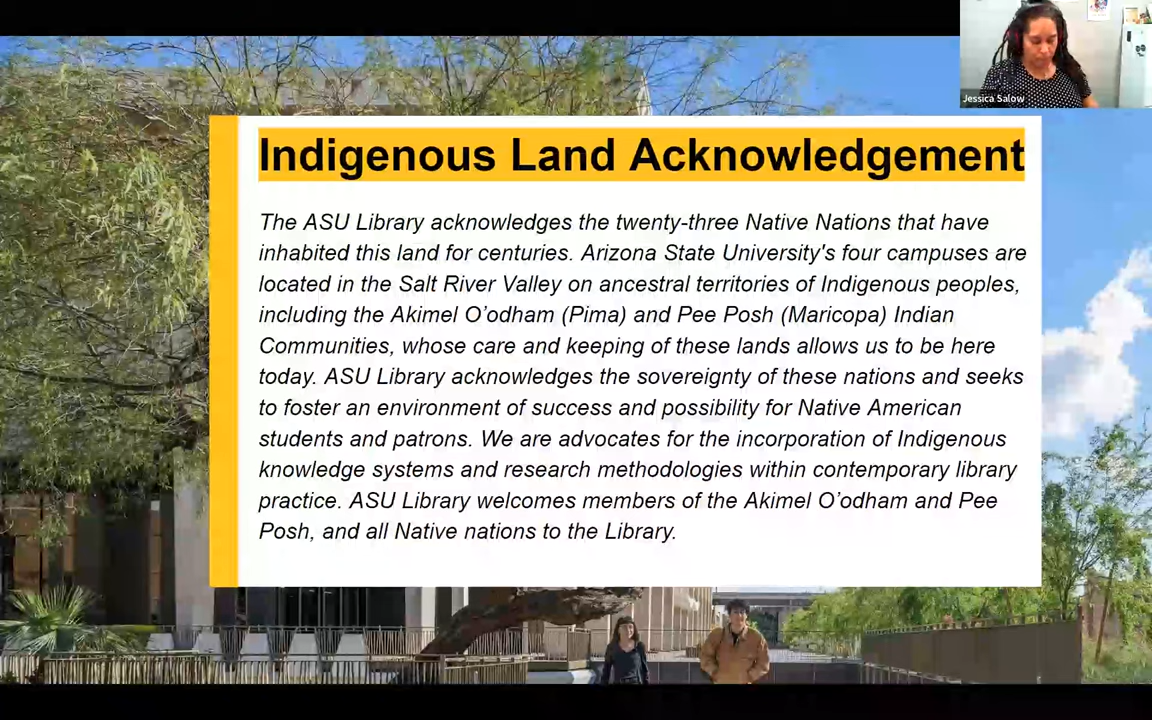 Jessica Salow
Indigenous Land Acknowledgement
The ASU Library acknowledges the twenty-three Native Nations that have
inhabited this land for centuries. Arizona State University's four campuses are
located in the Salt River Valley on ancestral territories of Indigenous peoples,
including the Akimel O’odham (Pima) and Pee Posh (Maricopa) Indian
Communities, whose care and keeping of these lands allows us to be here
today. ASU Library acknowledges the sovereignty of these nations and seeks
to foster an environment of success and possibility for Native American
students and patrons. We are advocates for the incorporation of Indigenous
knowledge systems and research methodologies within contemporary library
practice. ASU Library welcomes members of the Akimel O’odham and Pee
Posh, and all Native nations to the Library.